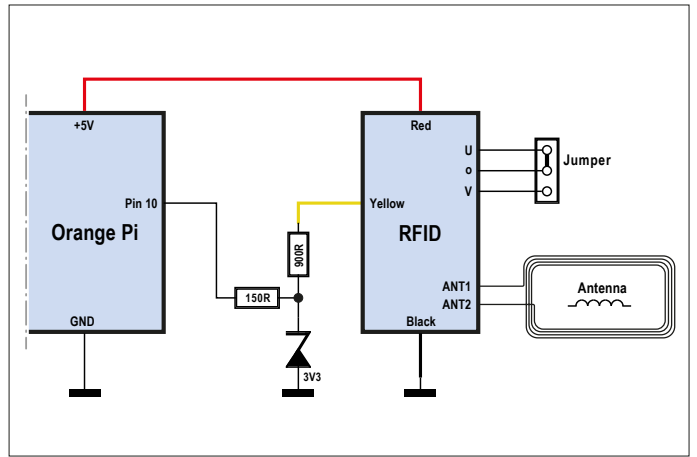 +5V
Red
U
o
V
Jumper
Pin 10
Yellow
Orange Pi
RFID
900R
150R
ANT1
ANT2
Antenna
GND
Black
3V3